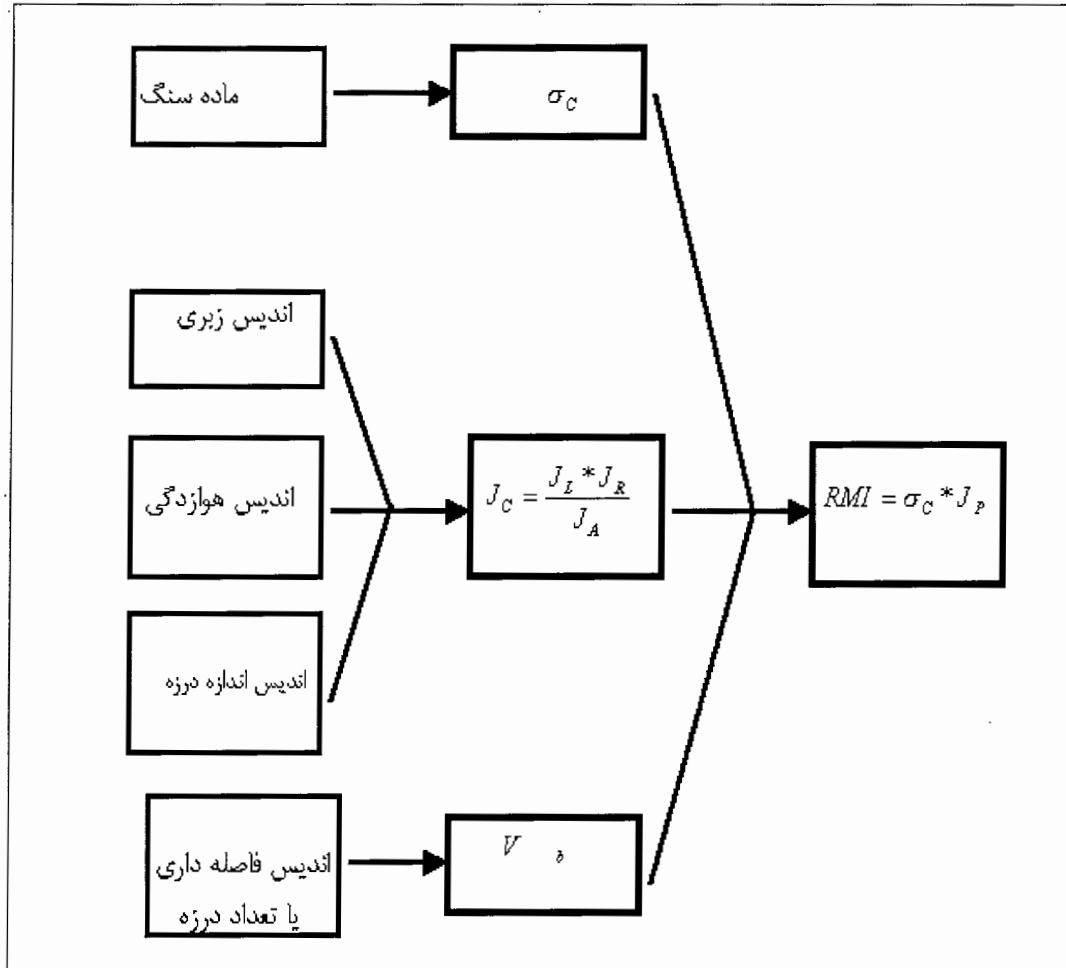 ماده سنگ
σ_C
اندیس زبری
اندیس هوازدگی
J_C = J_L * J_R / J_A
RMI = σ_C * J_P
اندیس اندازه درزه
اندیس فاصله داری
یا تعداد درزه
V b